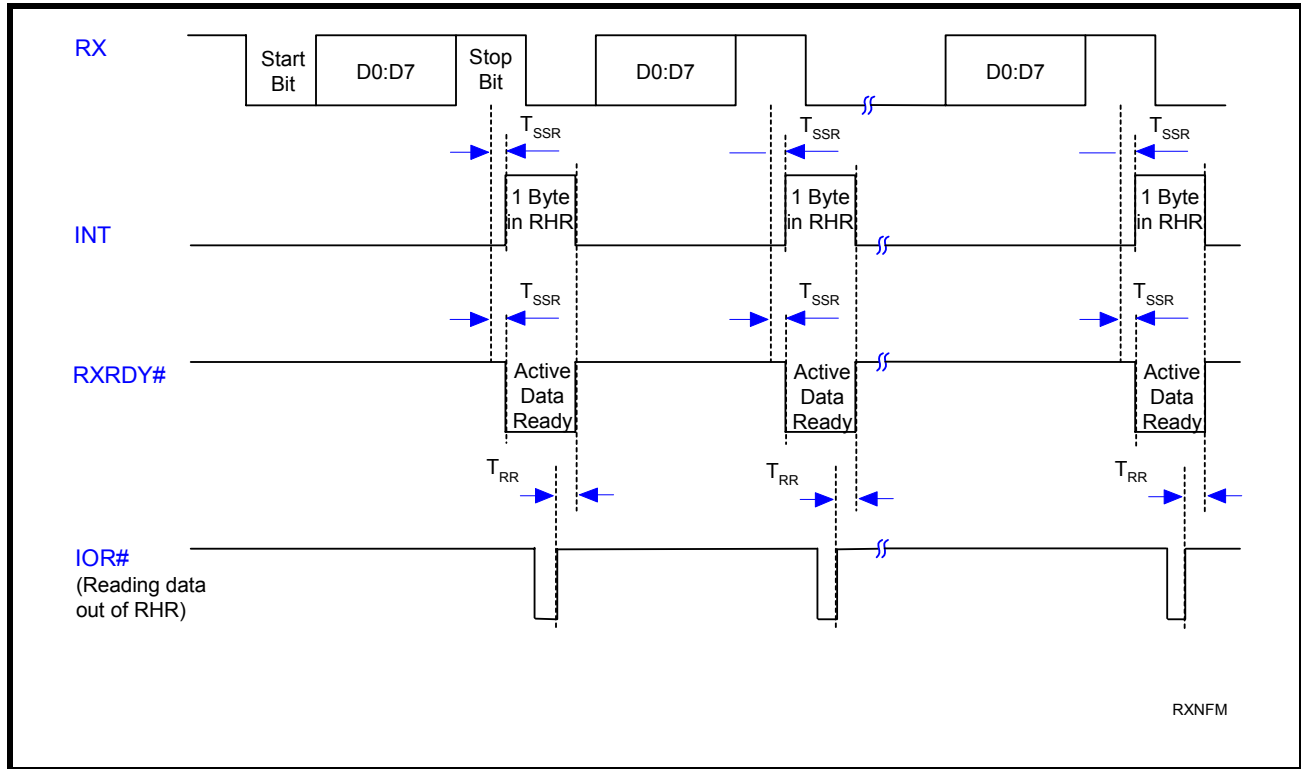 RX
Start
Bit
D0:D7
Stop
Bit
D0:D7
D0:D7
TSSR
TSSR
TSSR
INT
1 Byte
in RHR
1 Byte
in RHR
1 Byte
in RHR
TSSR
TSSR
TSSR
RXRDY#
Active
Data
Ready
Active
Data
Ready
Active
Data
Ready
TRR
TRR
TRR
IOR#
(Reading data
out of RHR)
RXNFM